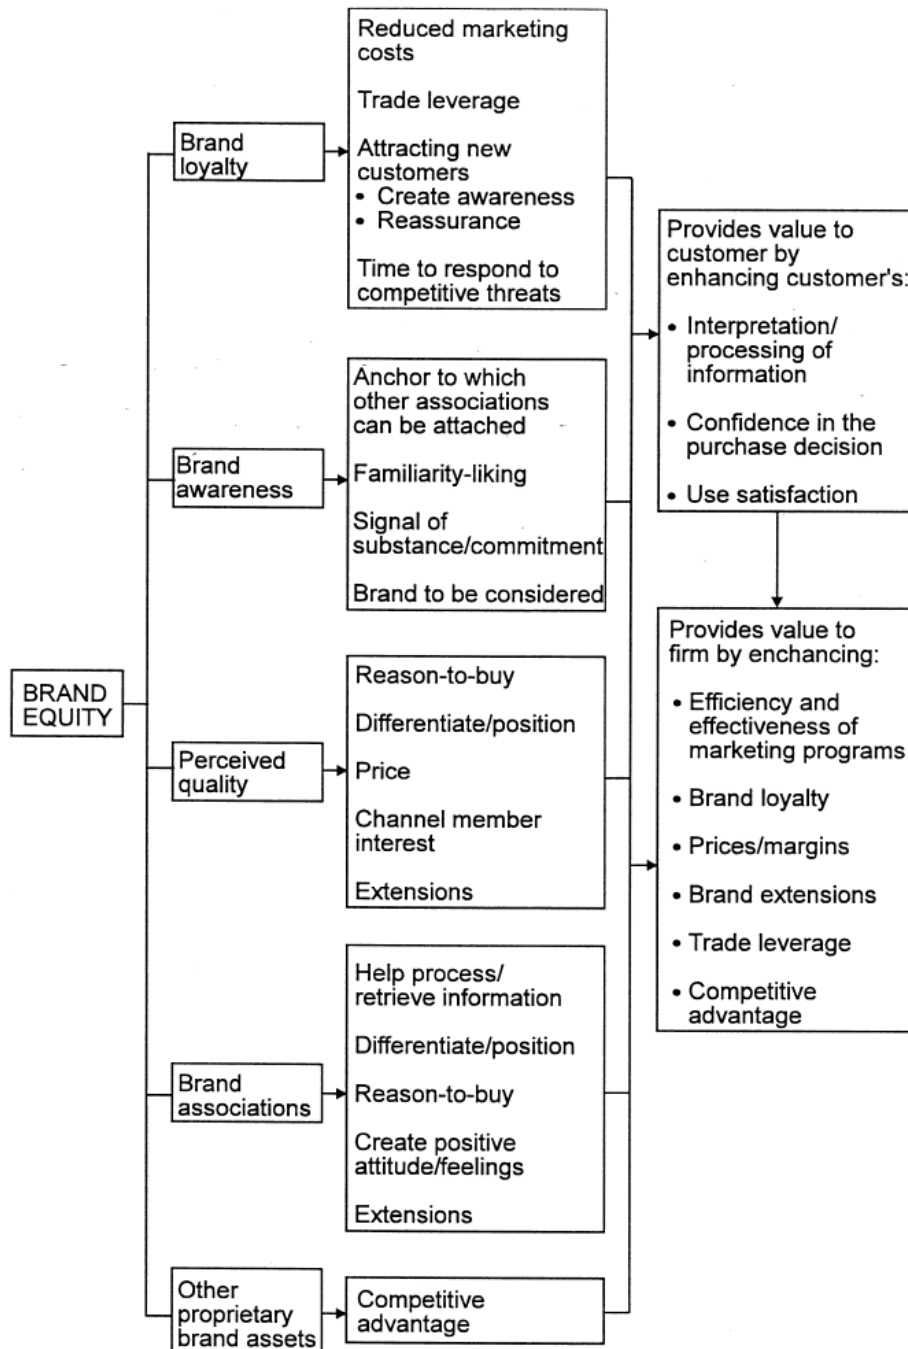 BRAND
EQUITY
Brand
loyalty
Reduced marketing
costs
Trade leverage
Attracting new
customers
• Create awareness
• Reassurance
Time to respond to
competitive threats
Brand
awareness
Anchor to which
other associations
can be attached
Familiarity-liking
Signal of
substance/commitment
Brand to be considered
Perceived
quality
Reason-to-buy
Differentiate/position
Price
Channel member
interest
Extensions
Brand
associations
Help process/
retrieve information
Differentiate/position
Reason-to-buy
Create positive
attitude/feelings
Extensions
Other
proprietary
brand assets
Competitive
advantage
Provides value to
customer by
enhancing customer's:
• Interpretation/
processing of
information
• Confidence in the
purchase decision
• Use satisfaction
Provides value to
firm by enchancing:
• Efficiency and
effectiveness of
marketing programs
• Brand loyalty
• Prices/margins
• Brand extensions
• Trade leverage
• Competitive
advantage